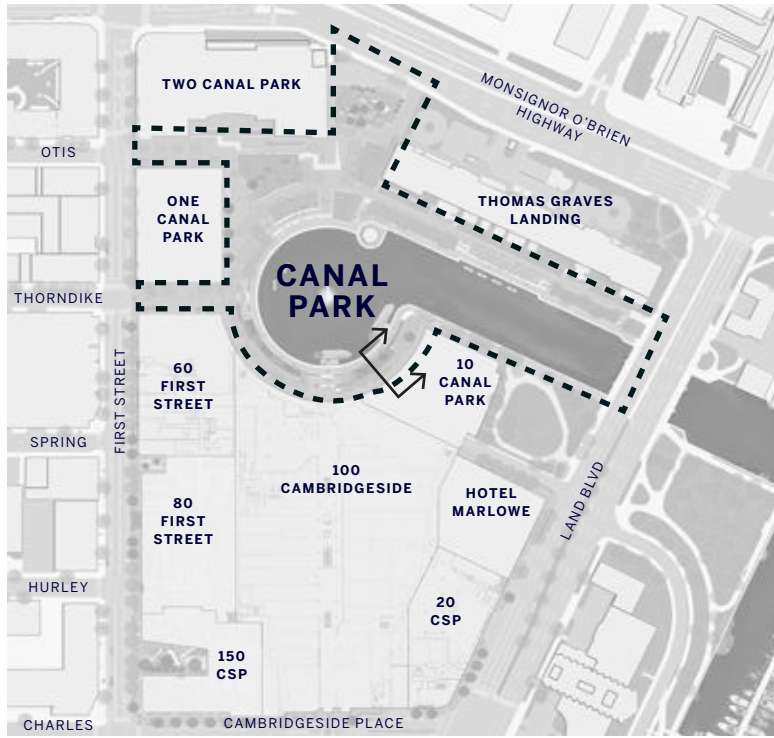 TWO CANAL PARK
MONSIGNOR O'BRIEN
HIGHWAY
OTIS
ONE
CANAL
PARK
THOMAS GRAVES
LANDING
CANAL
PARK
THORNDIKE
60
FIRST
STREET
10
CANAL
PARK
FIRST STREET
SPRING
100
CAMBRIDGESIDE
80
FIRST
STREET
HOTEL
MARLOWE
LAND BLVD
HURLEY
20
CSP
150
CSP
CHARLES
CAMBRIDGESIDE PLACE